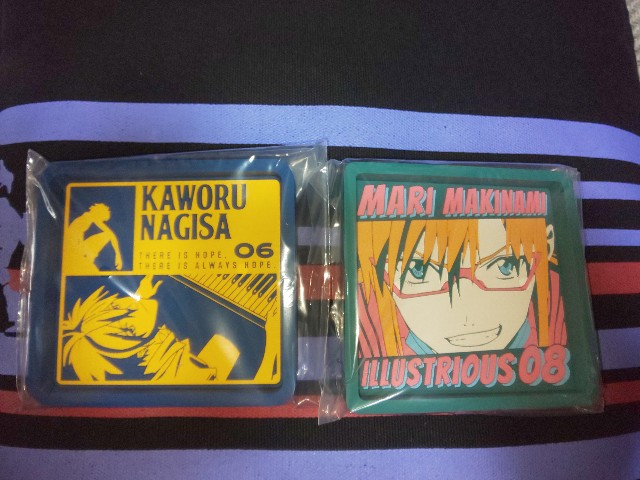 KAWORU
NAGISA
THERE IS HOPE 06
THERE IS ALWAYS HOPE
MARI MAKINAMI
ILLUSTRIOUS 08